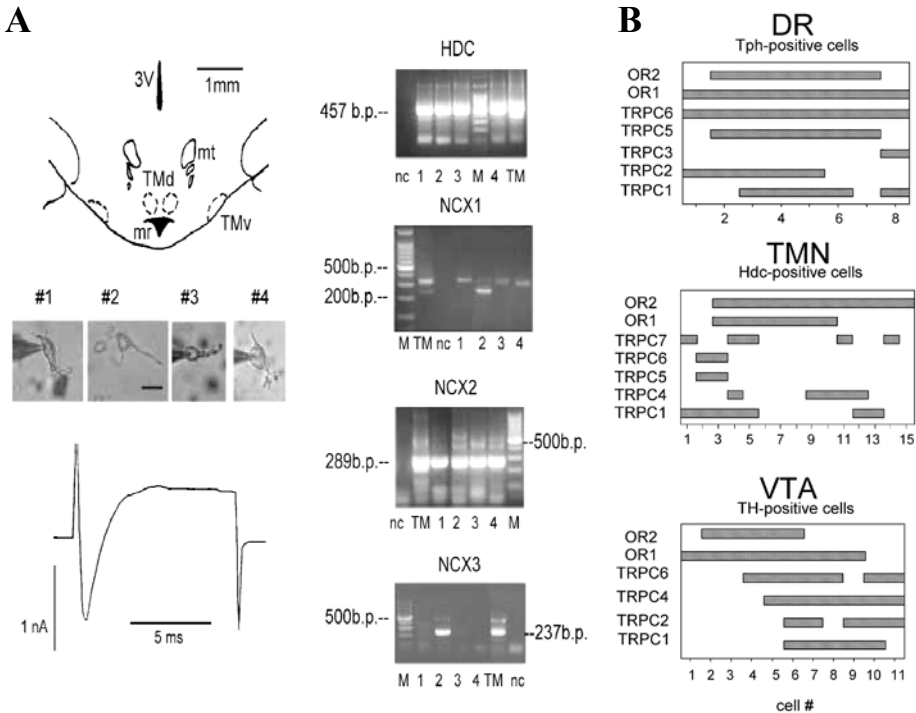 A
3V
1mm
mt
TMd
mr
TMv
#1 #2 #3 #4
1 nA
5 ms
HDC
457 b.p.--
nc 1 2 3 M 4 TM
NCX1
500b.p.--
200b.p.--
M TM nc 1 2 3 4
NCX2
289b.p.--
--500b.p.
nc TM 1 2 3 4 M
NCX3
500b.p.--
--237b.p.
M 1 2 3 4 TM nc
B
DR
Tph-positive cells
OR2
OR1
TRPC6
TRPC5
TRPC3
TRPC2
TRPC1
2 4 6 8
TMN
Hdc-positive cells
OR2
OR1
TRPC7
TRPC6
TRPC5
TRPC4
TRPC1
1 3 5 7 9 11 13 15
VTA
TH-positive cells
OR2
OR1
TRPC6
TRPC4
TRPC2
TRPC1
1 2 3 4 5 6 7 8 9 10 11
cell #